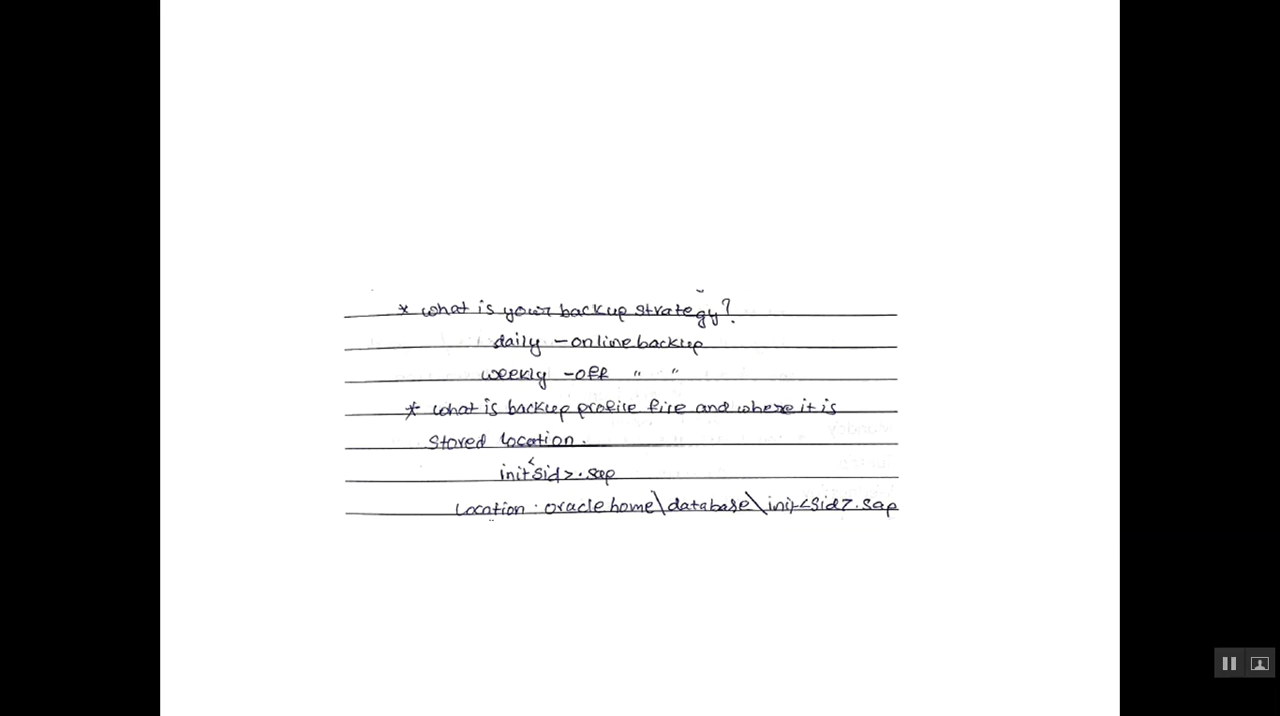 * what is your backup strategy?
daily - online backup
weekly - off " "
* what is backup profile fire and where it is
stored location.
init<sid>.sap
Location : oracle home\database\init<sid>.sap